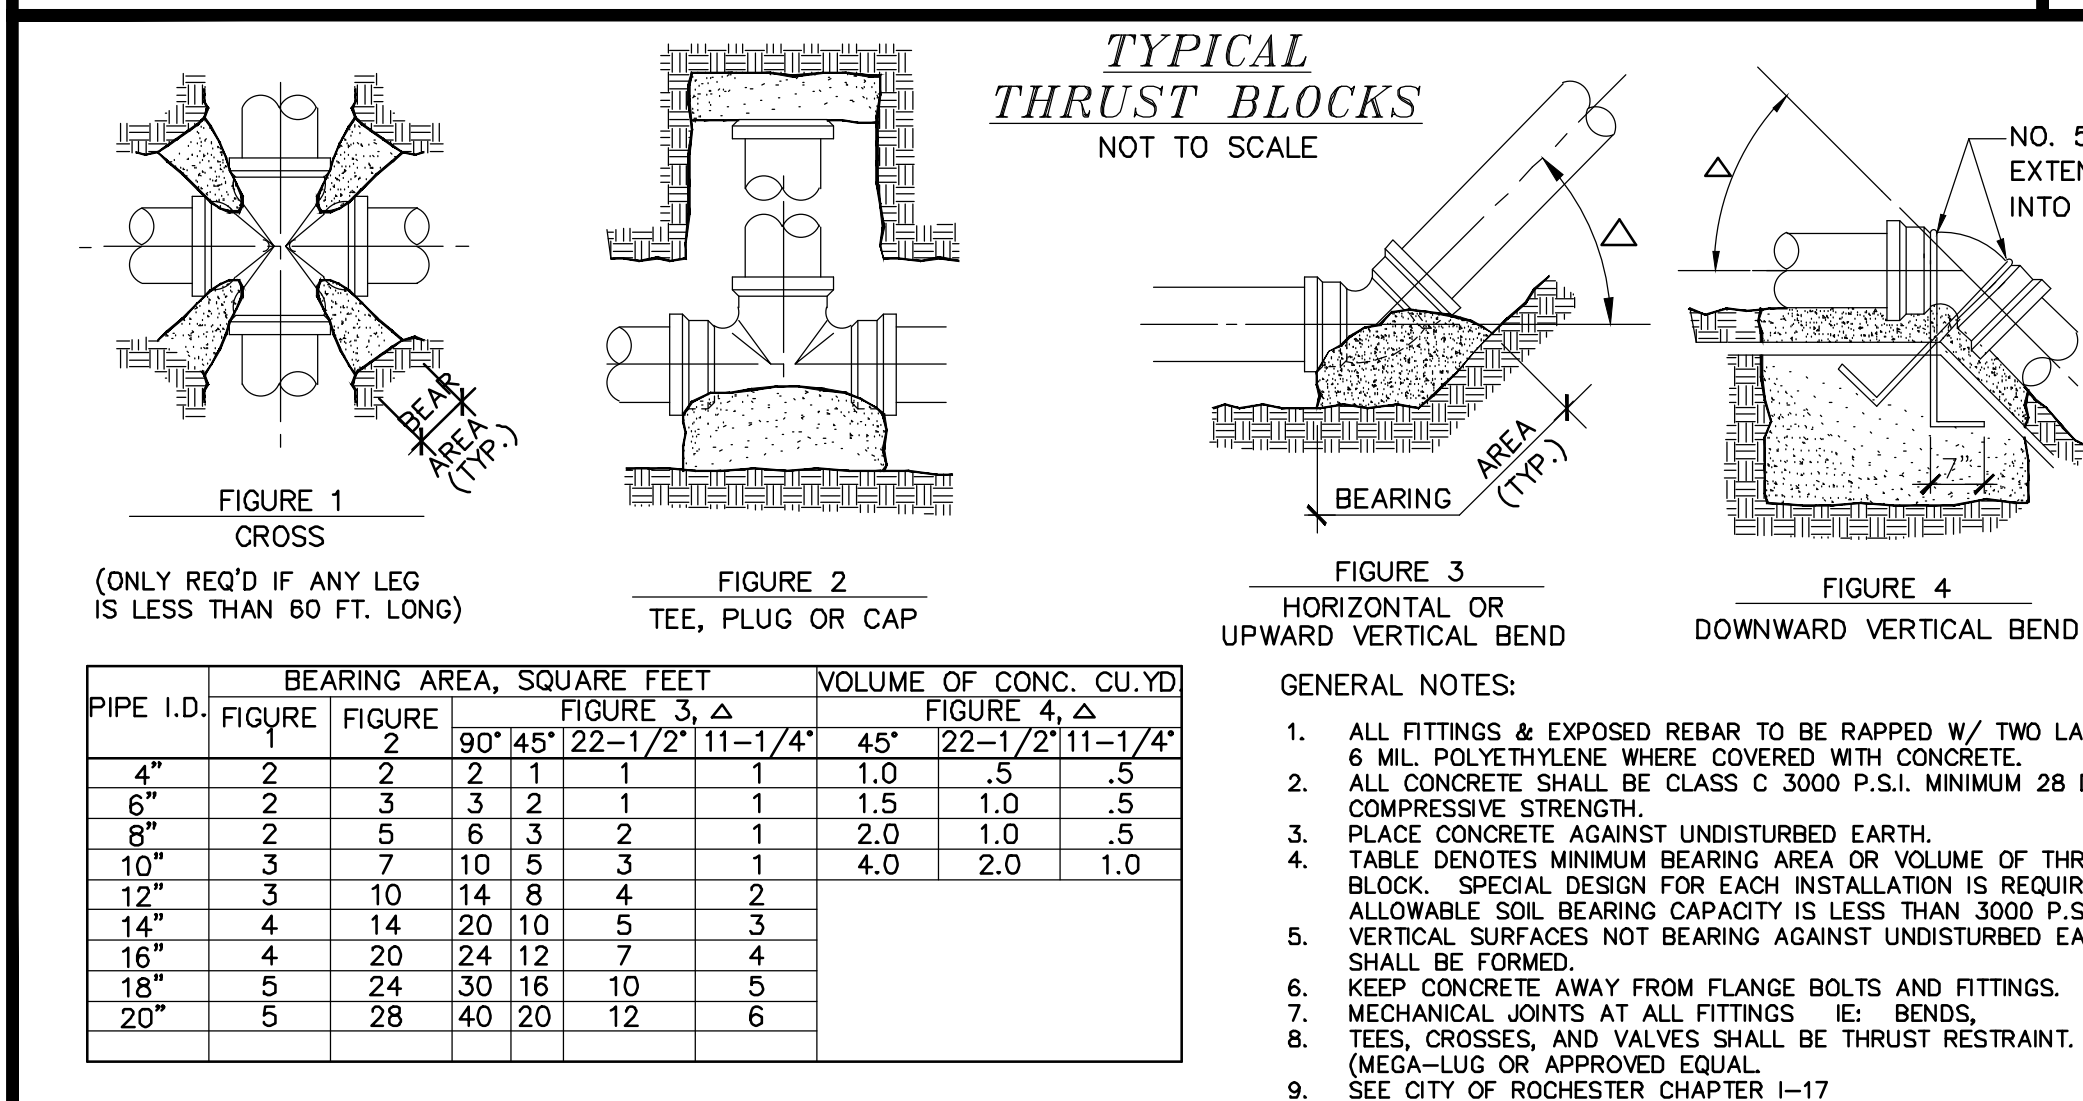 TYPICAL
THRUST BLOCKS
NOT TO SCALE
BEAR
AREA
(TYP.)
FIGURE 1
CROSS
(ONLY REQ'D IF ANY LEG
IS LESS THAN 60 FT. LONG)
FIGURE 2
TEE, PLUG OR CAP
△
BEARING
AREA
(TYP.)
FIGURE 3
HORIZONTAL OR
UPWARD VERTICAL BEND
△
NO. 5
EXTEN
INTO
7"
FIGURE 4
DOWNWARD VERTICAL BEND
PIPE I.D. BEARING AREA, SQUARE FEET VOLUME OF CONC. CU.YD.
FIGURE 1 FIGURE 2 FIGURE 3, △ FIGURE 4, △
90° 45° 22-1/2° 11-1/4° 45° 22-1/2° 11-1/4°
4" 2 2 2 1 1 1 1.0 .5 .5
6" 2 3 3 2 1 1 1.5 1.0 .5
8" 2 5 6 3 2 1 2.0 1.0 .5
10" 3 7 10 5 3 1 4.0 2.0 1.0
12" 3 10 14 8 4 2
14" 4 14 20 10 5 3
16" 4 20 24 12 7 4
18" 5 24 30 16 10 5
20" 5 28 40 20 12 6
GENERAL NOTES:
1. ALL FITTINGS & EXPOSED REBAR TO BE RAPPED W/ TWO LA
6 MIL. POLYETHYLENE WHERE COVERED WITH CONCRETE.
2. ALL CONCRETE SHALL BE CLASS C 3000 P.S.I. MINIMUM 28
COMPRESSIVE STRENGTH.
3. PLACE CONCRETE AGAINST UNDISTURBED EARTH.
4. TABLE DENOTES MINIMUM BEARING AREA OR VOLUME OF THR
BLOCK. SPECIAL DESIGN FOR EACH INSTALLATION IS REQUIR
ALLOWABLE SOIL BEARING CAPACITY IS LESS THAN 3000 P.S
5. VERTICAL SURFACES NOT BEARING AGAINST UNDISTURBED EA
SHALL BE FORMED.
6. KEEP CONCRETE AWAY FROM FLANGE BOLTS AND FITTINGS.
7. MECHANICAL JOINTS AT ALL FITTINGS IE: BENDS,
8. TEES, CROSSES, AND VALVES SHALL BE THRUST RESTRAINT.
(MEGA-LUG OR APPROVED EQUAL.
9. SEE CITY OF ROCHESTER CHAPTER I-17